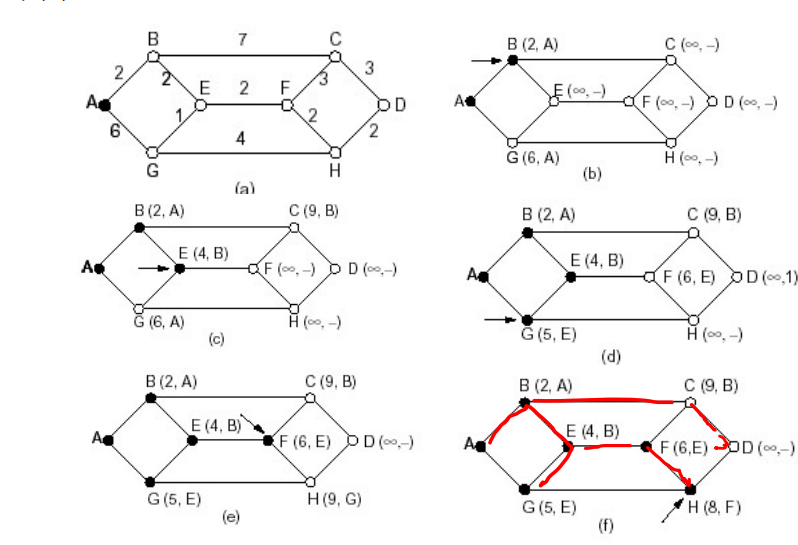 B 7 C
2 2 E 2 F 3 3
A D
6 1 2 2
4
G H
(a)
B (2, A) C (∞, –)
A E (∞, –) F (∞, –) D (∞, –)
G (6, A) H (∞, –)
(b)
B (2, A) C (9, B)
E (4, B)
A F (∞, –) D (∞,–)
G (6, A) H (∞, –)
(c)
B (2, A) C (9, B)
E (4, B)
A F (6, E) D (∞,1)
G (5, E) H (∞, –)
(d)
B (2, A) C (9, B)
E (4, B)
A F (6, E) D (∞,–)
G (5, E) H (9, G)
(e)
B (2, A) C (9, B)
E (4, B)
A F (6,E) D (∞,–)
G (5, E) H (8, F)
(f)